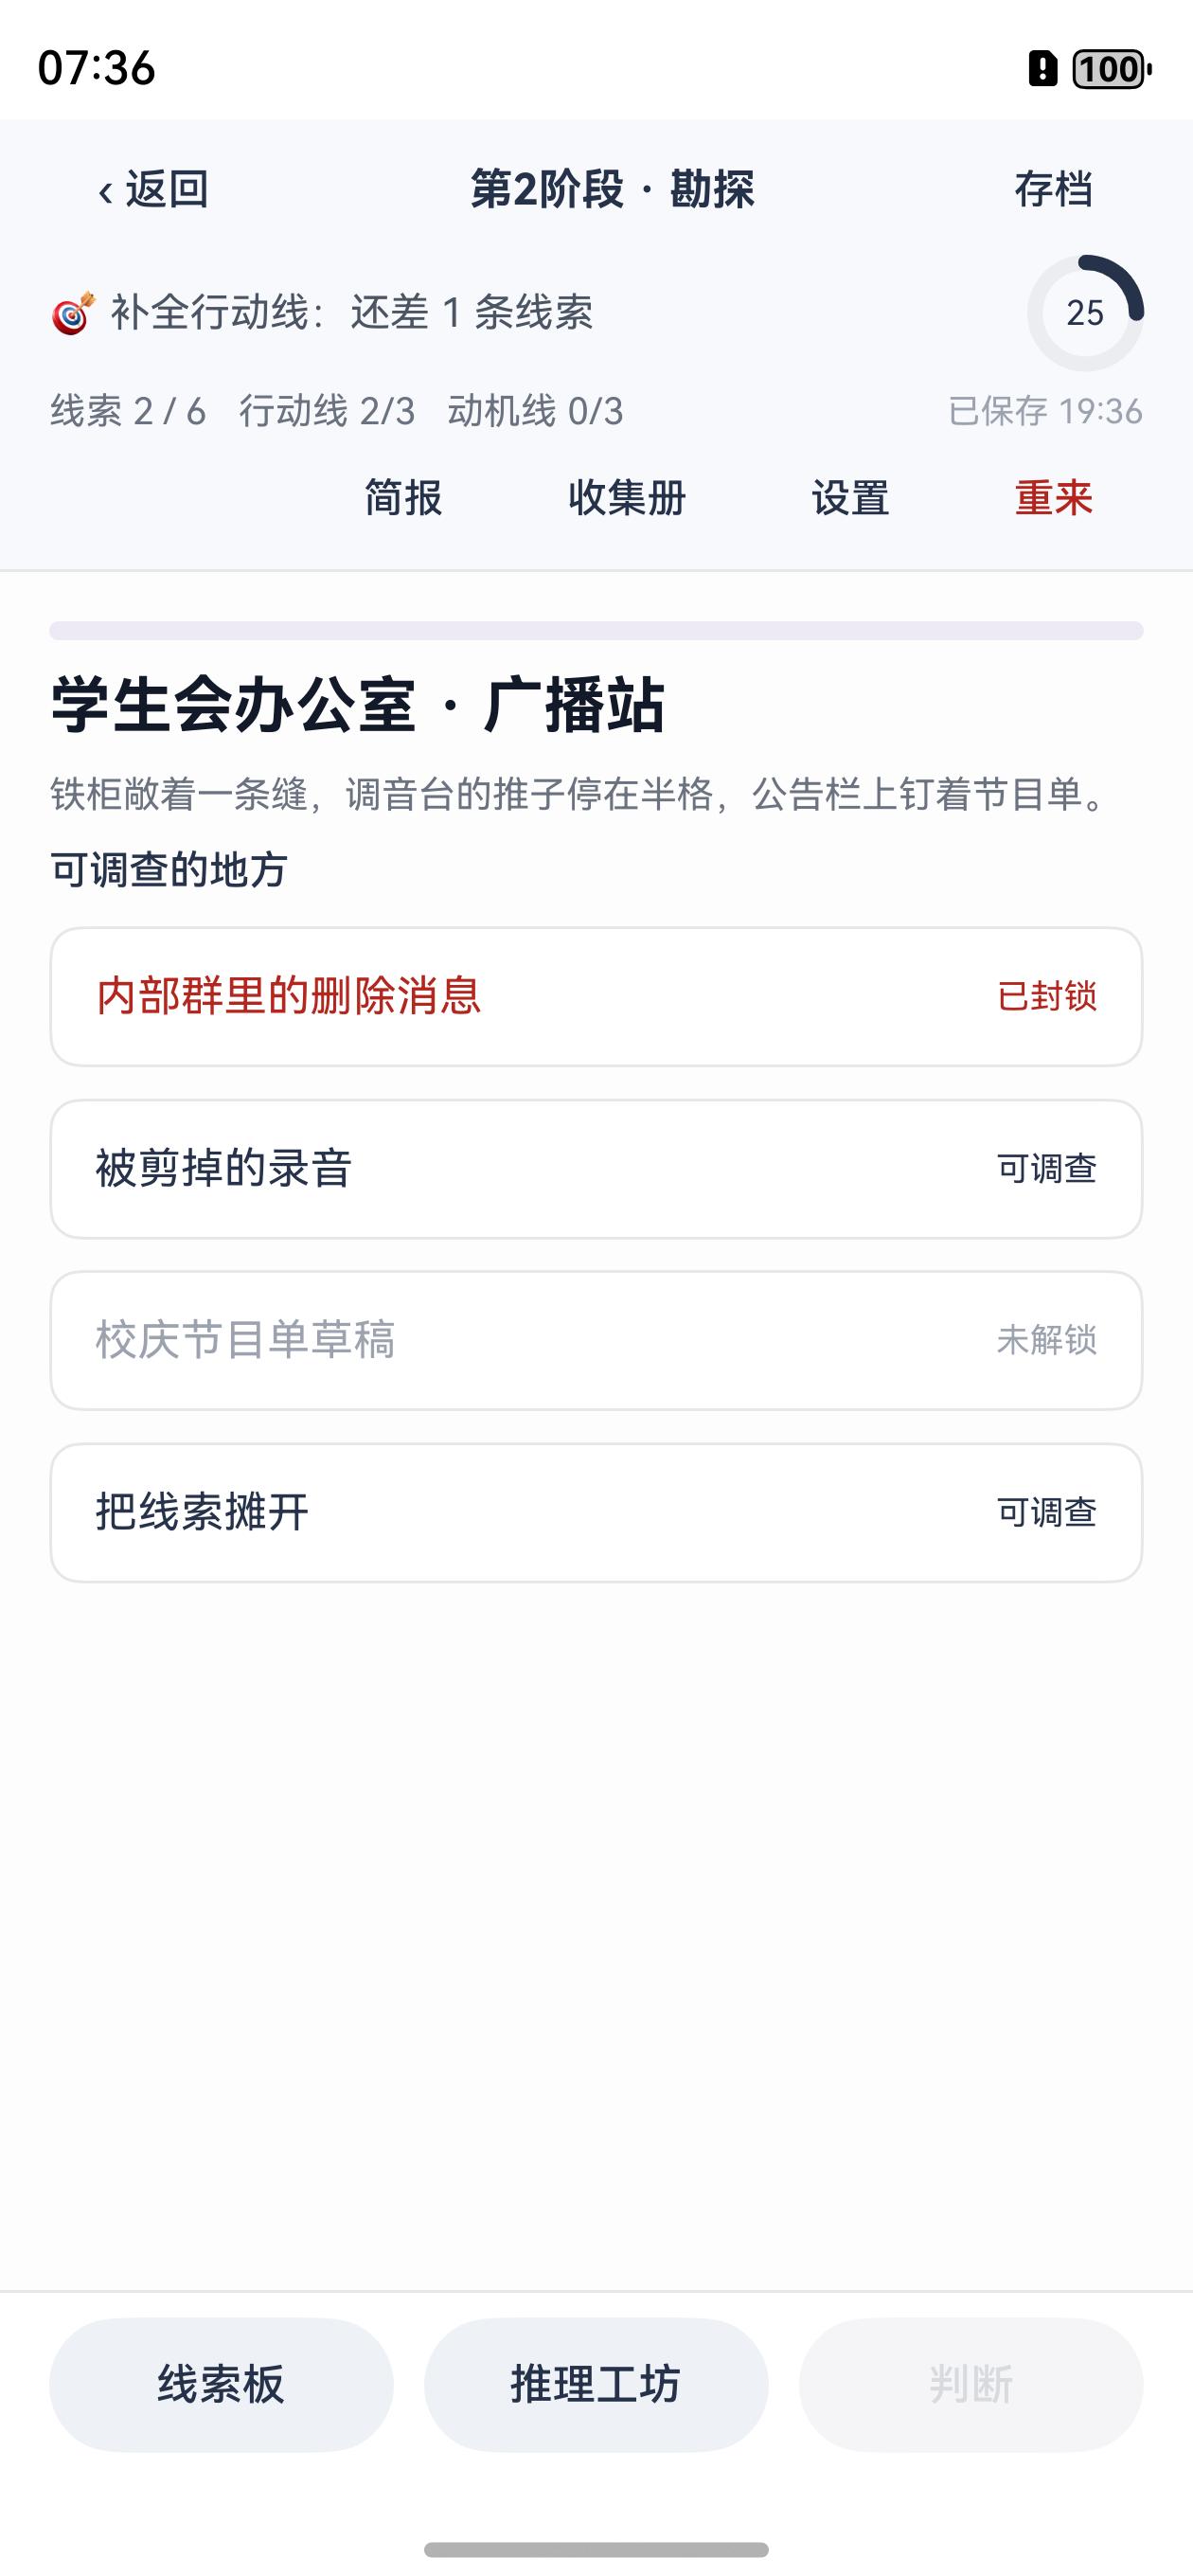 07:36
100
‹ 返回 第2阶段 · 勘探 存档
补全行动线：还差 1 条线索
25
线索 2 / 6 行动线 2/3 动机线 0/3 已保存 19:36
简报 收集册 设置 重来
学生会办公室 · 广播站
铁柜敞着一条缝，调音台的推子停在半格，公告栏上钉着节目单。
可调查的地方
内部群里的删除消息 已封锁
被剪掉的录音 可调查
校庆节目单草稿 未解锁
把线索摊开 可调查
线索板 推理工坊 判断